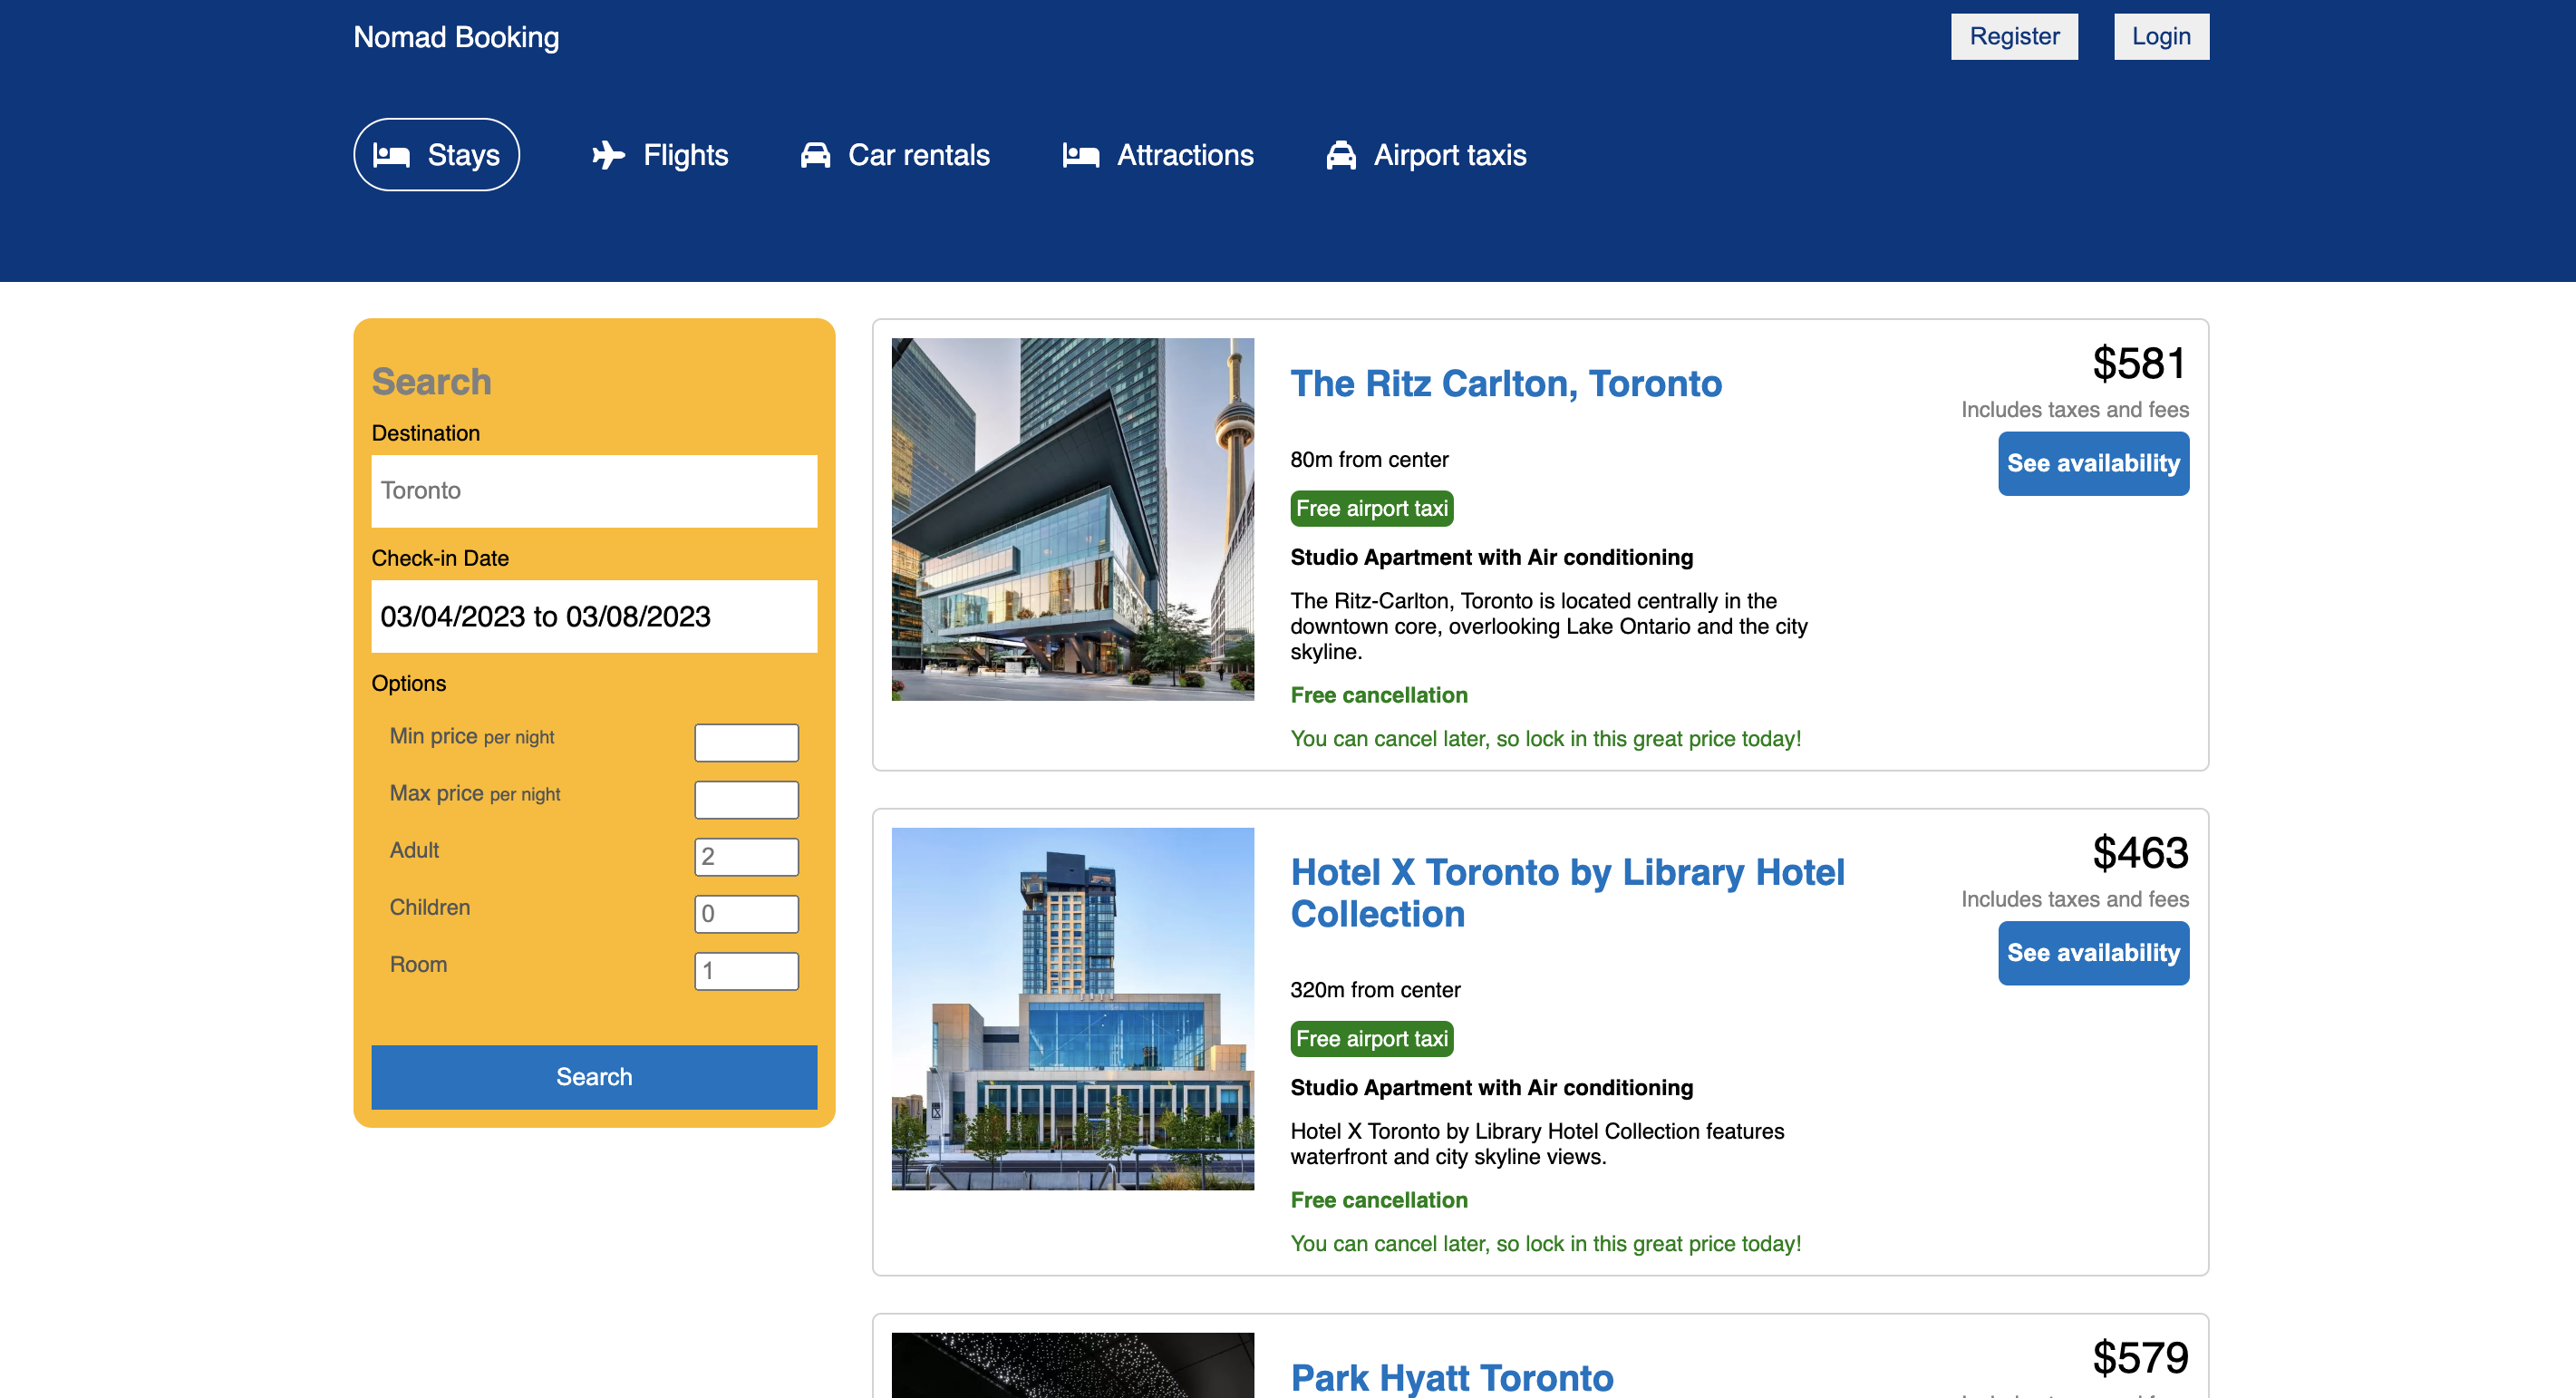 Nomad Booking
Register
Login
Stays
Flights
Car rentals
Attractions
Airport taxis
Search
Destination
Toronto
Check-in Date
03/04/2023 to 03/08/2023
Options
Min price per night
Max price per night
Adult
2
Children
0
Room
1
Search
The Ritz Carlton, Toronto
80m from center
Free airport taxi
Studio Apartment with Air conditioning
The Ritz-Carlton, Toronto is located centrally in the
downtown core, overlooking Lake Ontario and the city
skyline.
Free cancellation
You can cancel later, so lock in this great price today!
$581
Includes taxes and fees
See availability
Hotel X Toronto by Library Hotel
Collection
320m from center
Free airport taxi
Studio Apartment with Air conditioning
Hotel X Toronto by Library Hotel Collection features
waterfront and city skyline views.
Free cancellation
You can cancel later, so lock in this great price today!
$463
Includes taxes and fees
See availability
Park Hyatt Toronto
$579